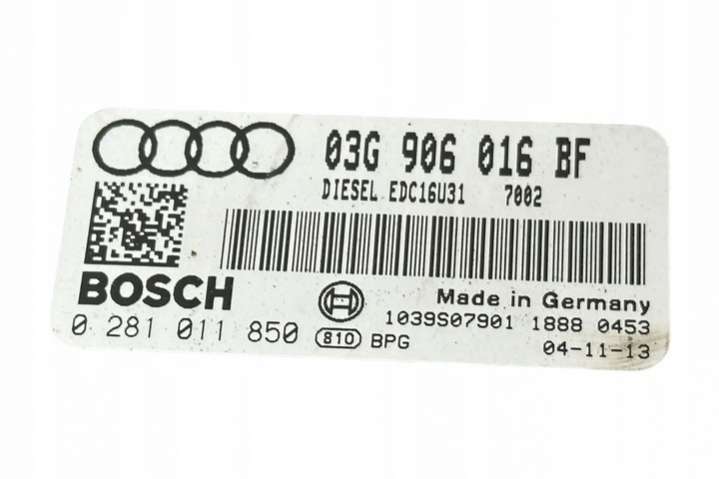 03G 906 016 BF
DIESEL EDC16U31 7002
BOSCH
Made in Germany
1039S07901 1888 0453
0 281 011 850 810 BPG 04-11-13